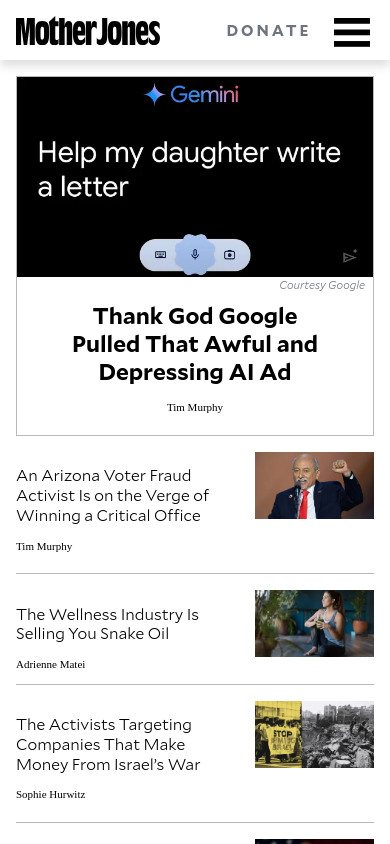 Mother Jones
DONATE
Gemini
Help my daughter write
a letter
Courtesy Google
Thank God Google
Pulled That Awful and
Depressing AI Ad
Tim Murphy
An Arizona Voter Fraud
Activist Is on the Verge of
Winning a Critical Office
Tim Murphy
The Wellness Industry Is
Selling You Snake Oil
Adrienne Matei
The Activists Targeting
Companies That Make
Money From Israel’s War
Sophie Hurwitz
STOP